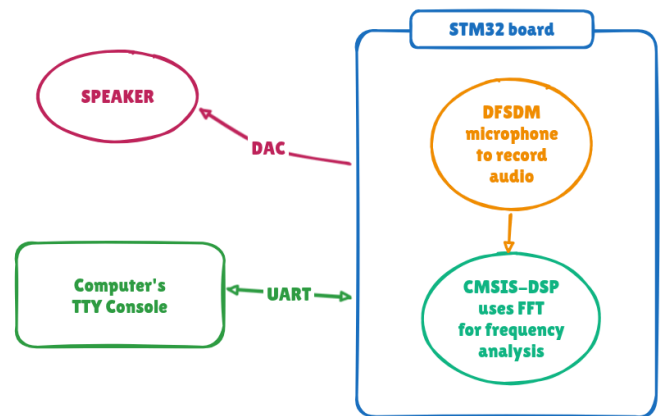 STM32 board
SPEAKER
DAC
DFSDM
microphone
to record
audio
Computer's
TTY Console
UART
CMSIS-DSP
uses FFT
for frequency
analysis